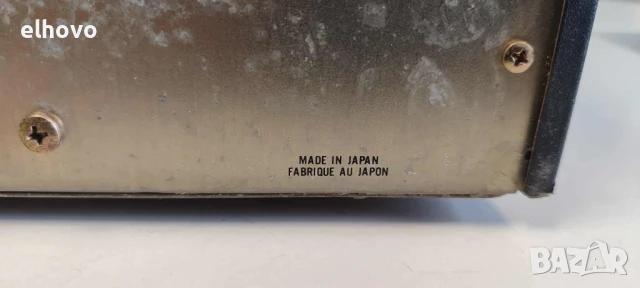 elhovo
MADE IN JAPAN
FABRIQUE AU JAPON
BAZAR